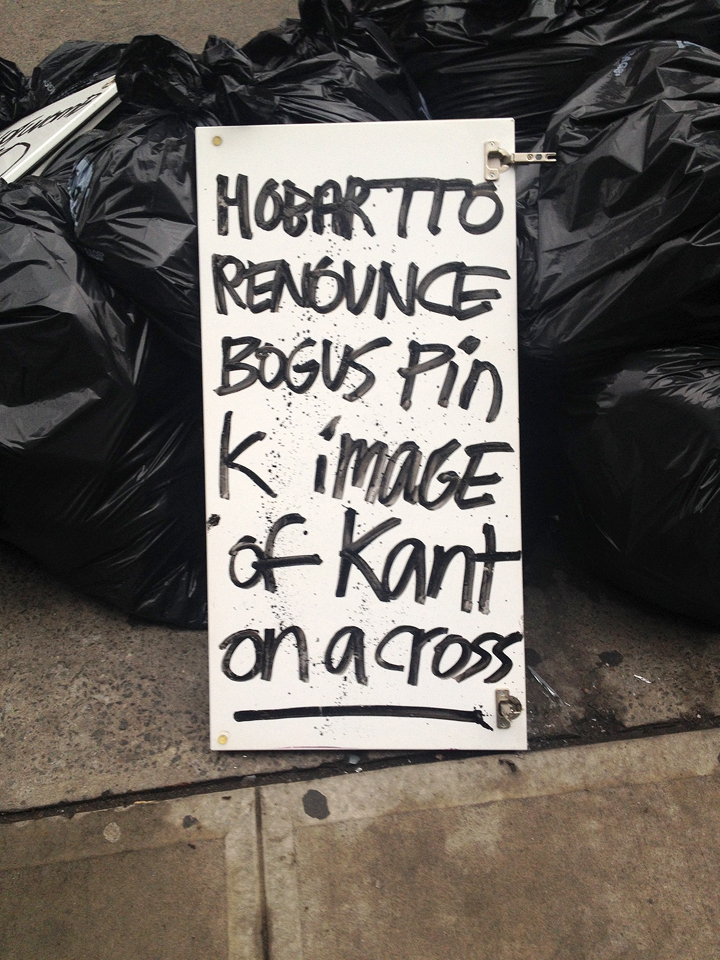 HOBART TO
RENOUNCE
BOGUS Pin
K imAGE
of Kant
on a cross